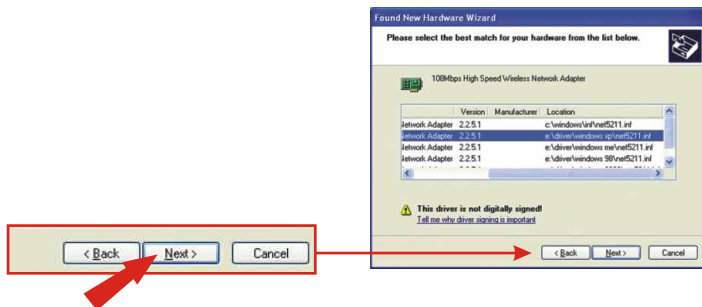 Found New Hardware Wizard
Please select the best match for your hardware from the list below.
108Mbps High Speed Wireless Network Adapter
Version Manufacturer Location
Network Adapter 2.2.5.1 c:\windows\inf\net5211.inf
Network Adapter 2.2.5.1 e:\driver\windows xp\net5211.inf
Network Adapter 2.2.5.1 e:\driver\windows me\net5211.inf
Network Adapter 2.2.5.1 e:\driver\windows 98\net5211.inf
This driver is not digitally signed!
Tell me why driver signing is important
< Back Next > Cancel
< Back Next > Cancel